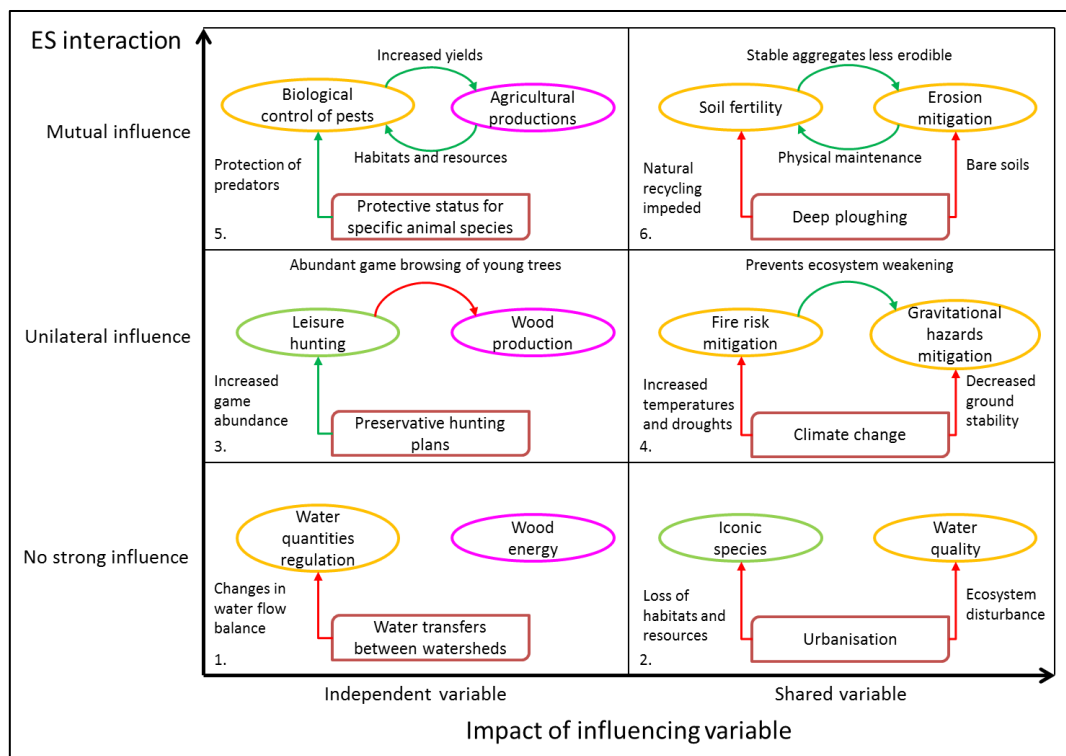 ES interaction
Mutual influence
Increased yields
Biological
control of pests
Agricultural
productions
Habitats and resources
Protection of
predators
Protective status for
specific animal species
5.
Stable aggregates less erodible
Soil fertility
Erosion
mitigation
Physical maintenance
Natural
recycling
impeded
Bare soils
Deep ploughing
6.
Unilateral influence
Abundant game browsing of young trees
Leisure
hunting
Wood
production
Increased
game
abundance
Preservative hunting
plans
3.
Prevents ecosystem weakening
Fire risk
mitigation
Gravitational
hazards
mitigation
Increased
temperatures
and droughts
Decreased
ground
stability
Climate change
4.
No strong influence
Water
quantities
regulation
Wood
energy
Changes in
water flow
balance
Water transfers
between watersheds
1.
Iconic
species
Water
quality
Loss of
habitats and
resources
Ecosystem
disturbance
Urbanisation
2.
Independent variable
Shared variable
Impact of influencing variable